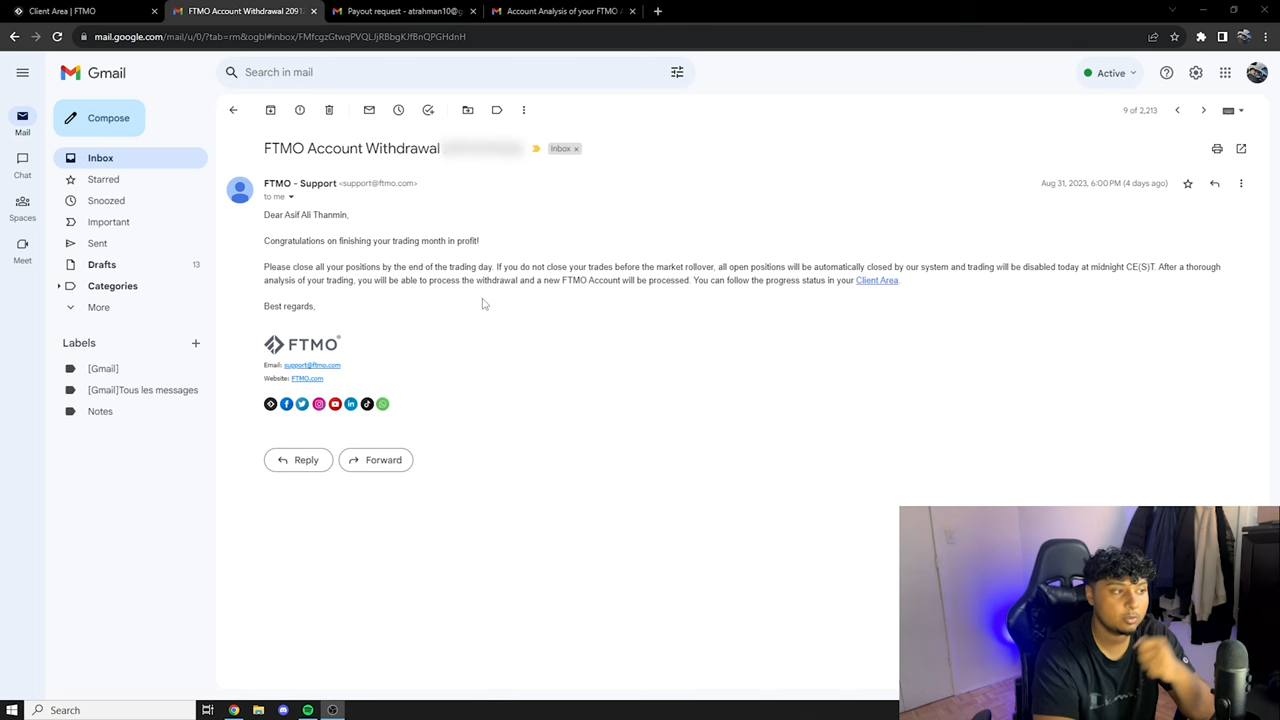 Client Area | FTMO
FTMO Account Withdrawal 2091
Payout request - atrahman10@g
Account Analysis of your FTMO A
mail.google.com/mail/u/0/?tab=rm&ogbl#inbox/FMfcgzGtwqPVQLJjRBbgKJfBnQPGHdnH
Gmail
Search in mail
Active
Mail
Compose
9 of 2,213
Chat
Inbox
FTMO Account Withdrawal
Inbox ×
Starred
FTMO - Support <support@ftmo.com>
Aug 31, 2023, 6:00 PM (4 days ago)
Spaces
Snoozed
to me
Important
Dear Asif Ali Thanmin,
Meet
Sent
Congratulations on finishing your trading month in profit!
Drafts 13
Please close all your positions by the end of the trading day. If you do not close your trades before the market rollover, all open positions will be automatically closed by our system and trading will be disabled today at midnight CE(S)T. After a thorough
analysis of your trading, you will be able to process the withdrawal and a new FTMO Account will be processed. You can follow the progress status in your Client Area.
Categories
More
Best regards,
Labels
FTMO®
[Gmail]
Email: support@ftmo.com
Website: FTMO.com
[Gmail]Tous les messages
Notes
Reply
Forward
Search